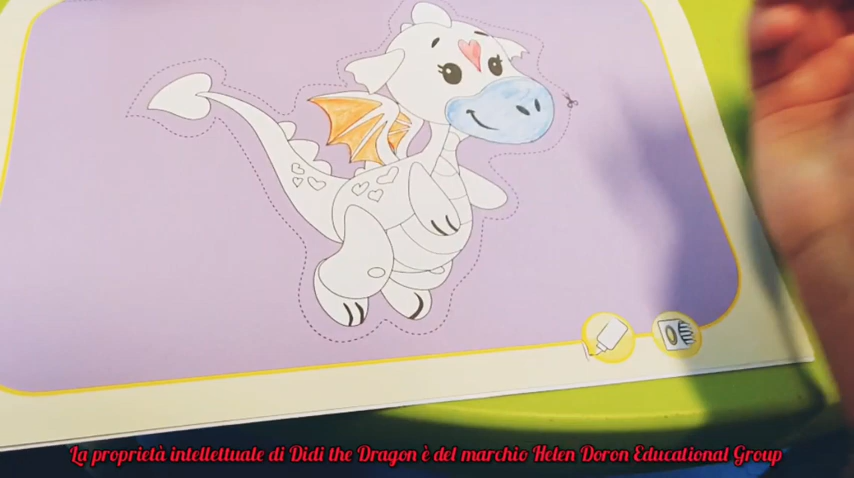 La proprietà intellettuale di Didi the Dragon è del marchio Helen Doron Educational Group